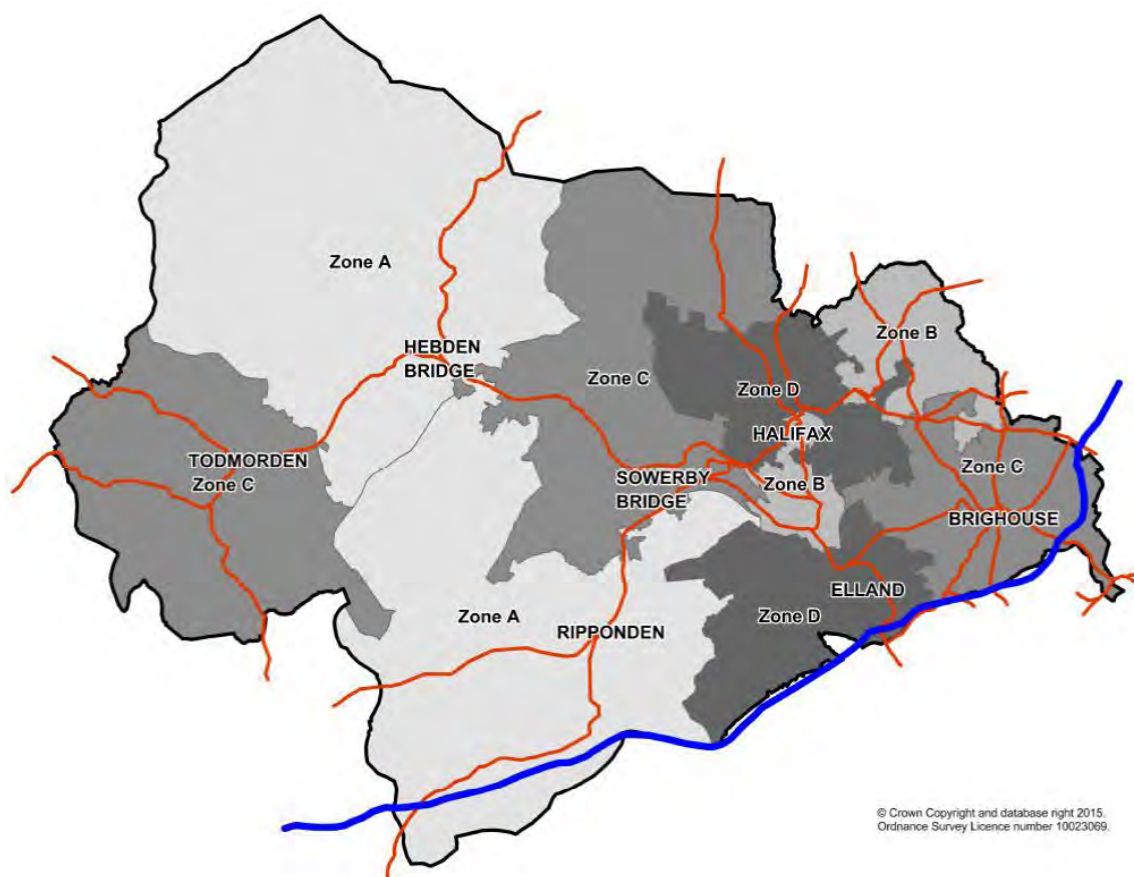 Zone A
Zone B
HEBDEN
BRIDGE
Zone C
Zone D
HALIFAX
TODMORDEN
Zone C
SOWERBY
BRIDGE
Zone B
Zone C
BRIGHOUSE
ELLAND
Zone A
Zone D
RIPPONDEN
© Crown Copyright and database right 2015.
Ordnance Survey Licence number 10023069.